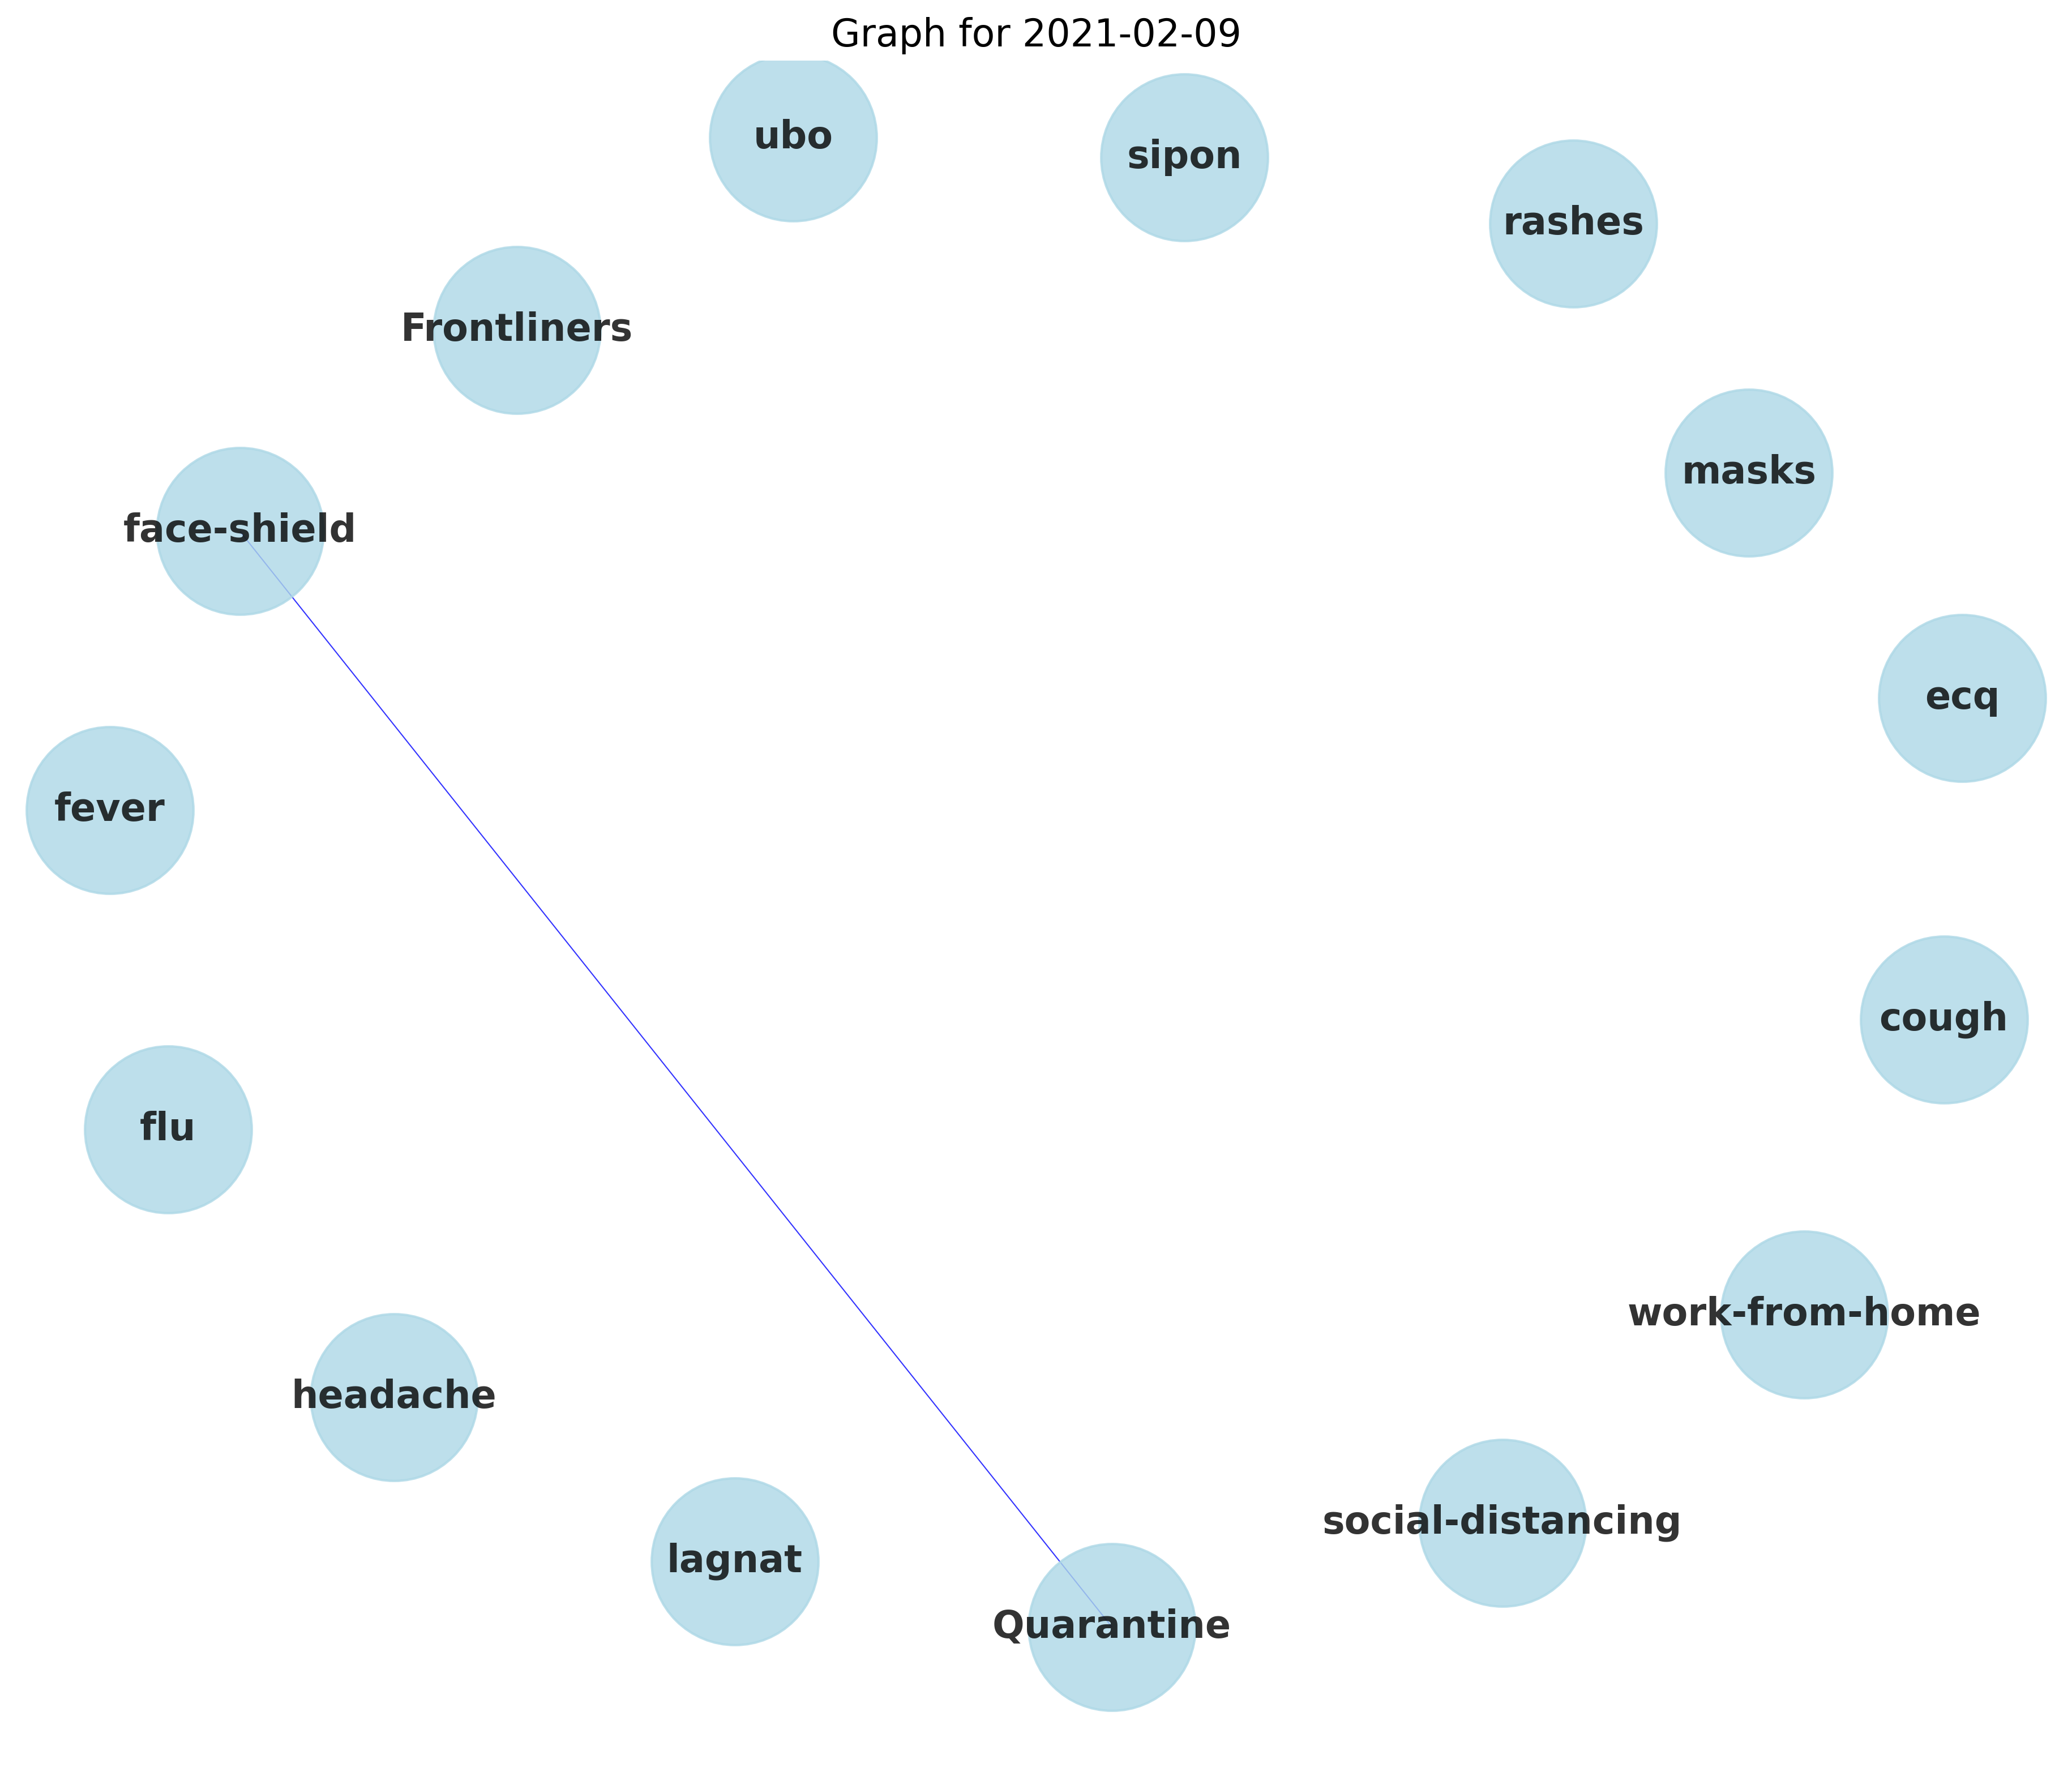 Graph for 2021-02-09
ubo
sipon
rashes
Frontliners
masks
face-shield
ecq
fever
cough
flu
work-from-home
headache
social-distancing
lagnat
Quarantine